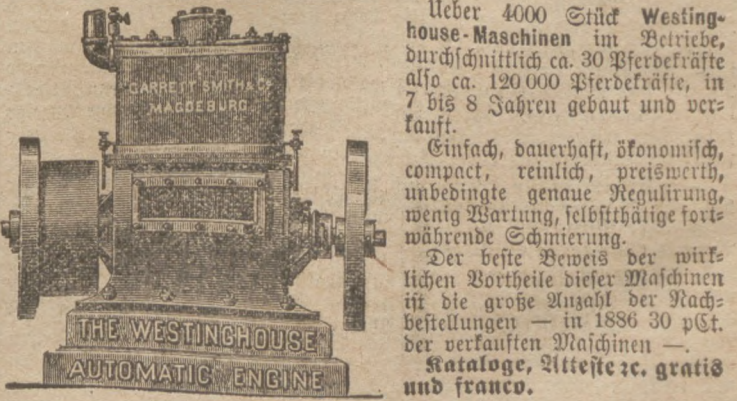 GARRETT SMITH & Co
MAGDEBURG
THE WESTINGHOUSE
AUTOMATIC ENGINE
Ueber 4000 Stück Westing-
house-Maschinen im Betriebe,
durchschnittlich ca. 30 Pferdekräfte
also ca. 120 000 Pferdekräfte, in
7 bis 8 Jahren gebaut und ver-
kauft.
Einfach, dauerhaft, ökonomisch,
compact, reinlich, preiswerth,
unbedingte genaue Regulirung,
wenig Wartung, selbstthätige fort-
währende Schmierung.
Der beste Beweis der wirk-
lichen Vortheile dieser Maschinen
ist die große Anzahl der Nach-
bestellungen — in 1886 30 pCt.
der verkauften Maschinen —.
Kataloge, Atteste ꝛc. gratis
und franco.